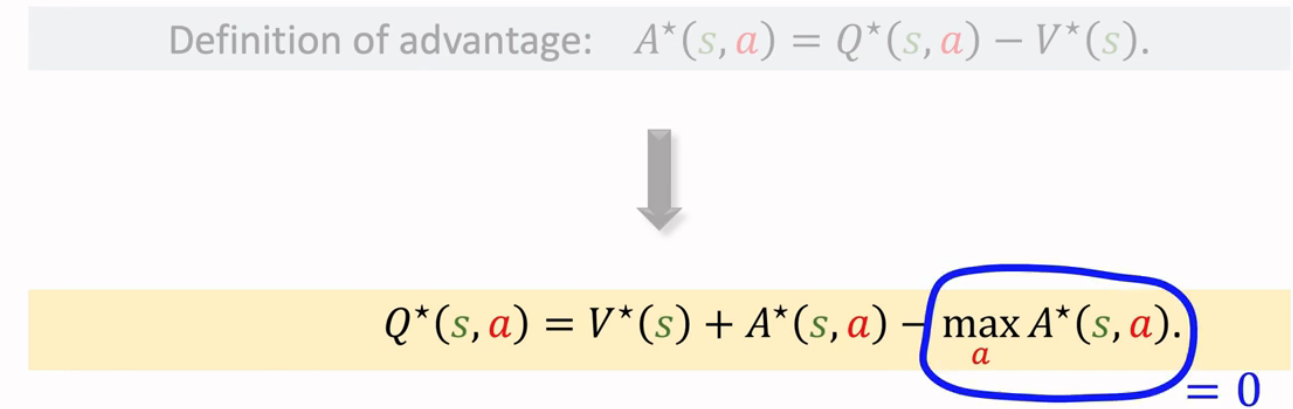 Definition of advantage: A*(s, a) = Q*(s, a) − V*(s).
Q*(s, a) = V*(s) + A*(s, a) − max A*(s, a).
a
= 0